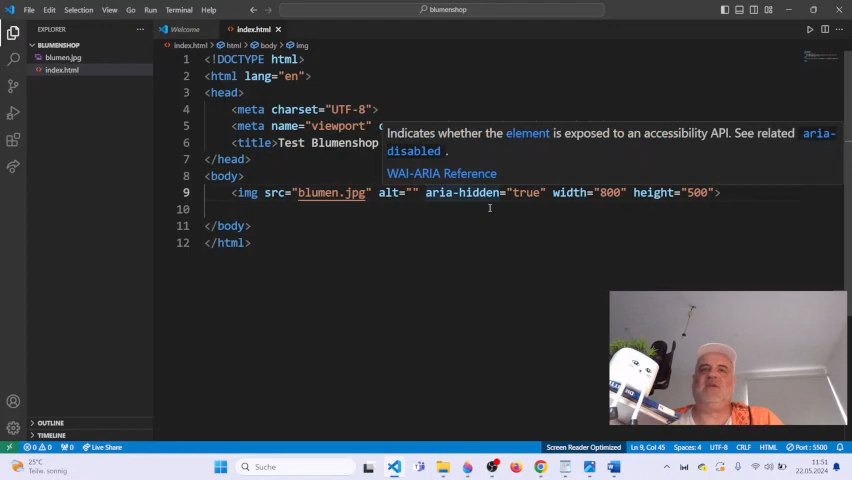 File Edit Selection View Go Run Terminal Help
blumenshop
EXPLORER
Welcome
index.html
BLUMENSHOP
blumen.jpg
index.html
index.html > html > body > img
1 <!DOCTYPE html>
2 <html lang="en">
3 <head>
4 <meta charset="UTF-8">
5 <meta name="viewport" c
6 <title>Test Blumenshop
7 </head>
8 <body>
9 <img src="blumen.jpg" alt="" aria-hidden="true" width="800" height="500">
10
11 </body>
12 </html>
Indicates whether the element is exposed to an accessibility API. See related aria-
disabled .
WAI-ARIA Reference
OUTLINE
TIMELINE
0 0 0 Live Share
Screen Reader Optimized Ln 9, Col 45 Spaces: 4 UTF-8 CRLF HTML Port : 5500
25°C
Teilw. sonnig
Suche
11:51
22.05.2024